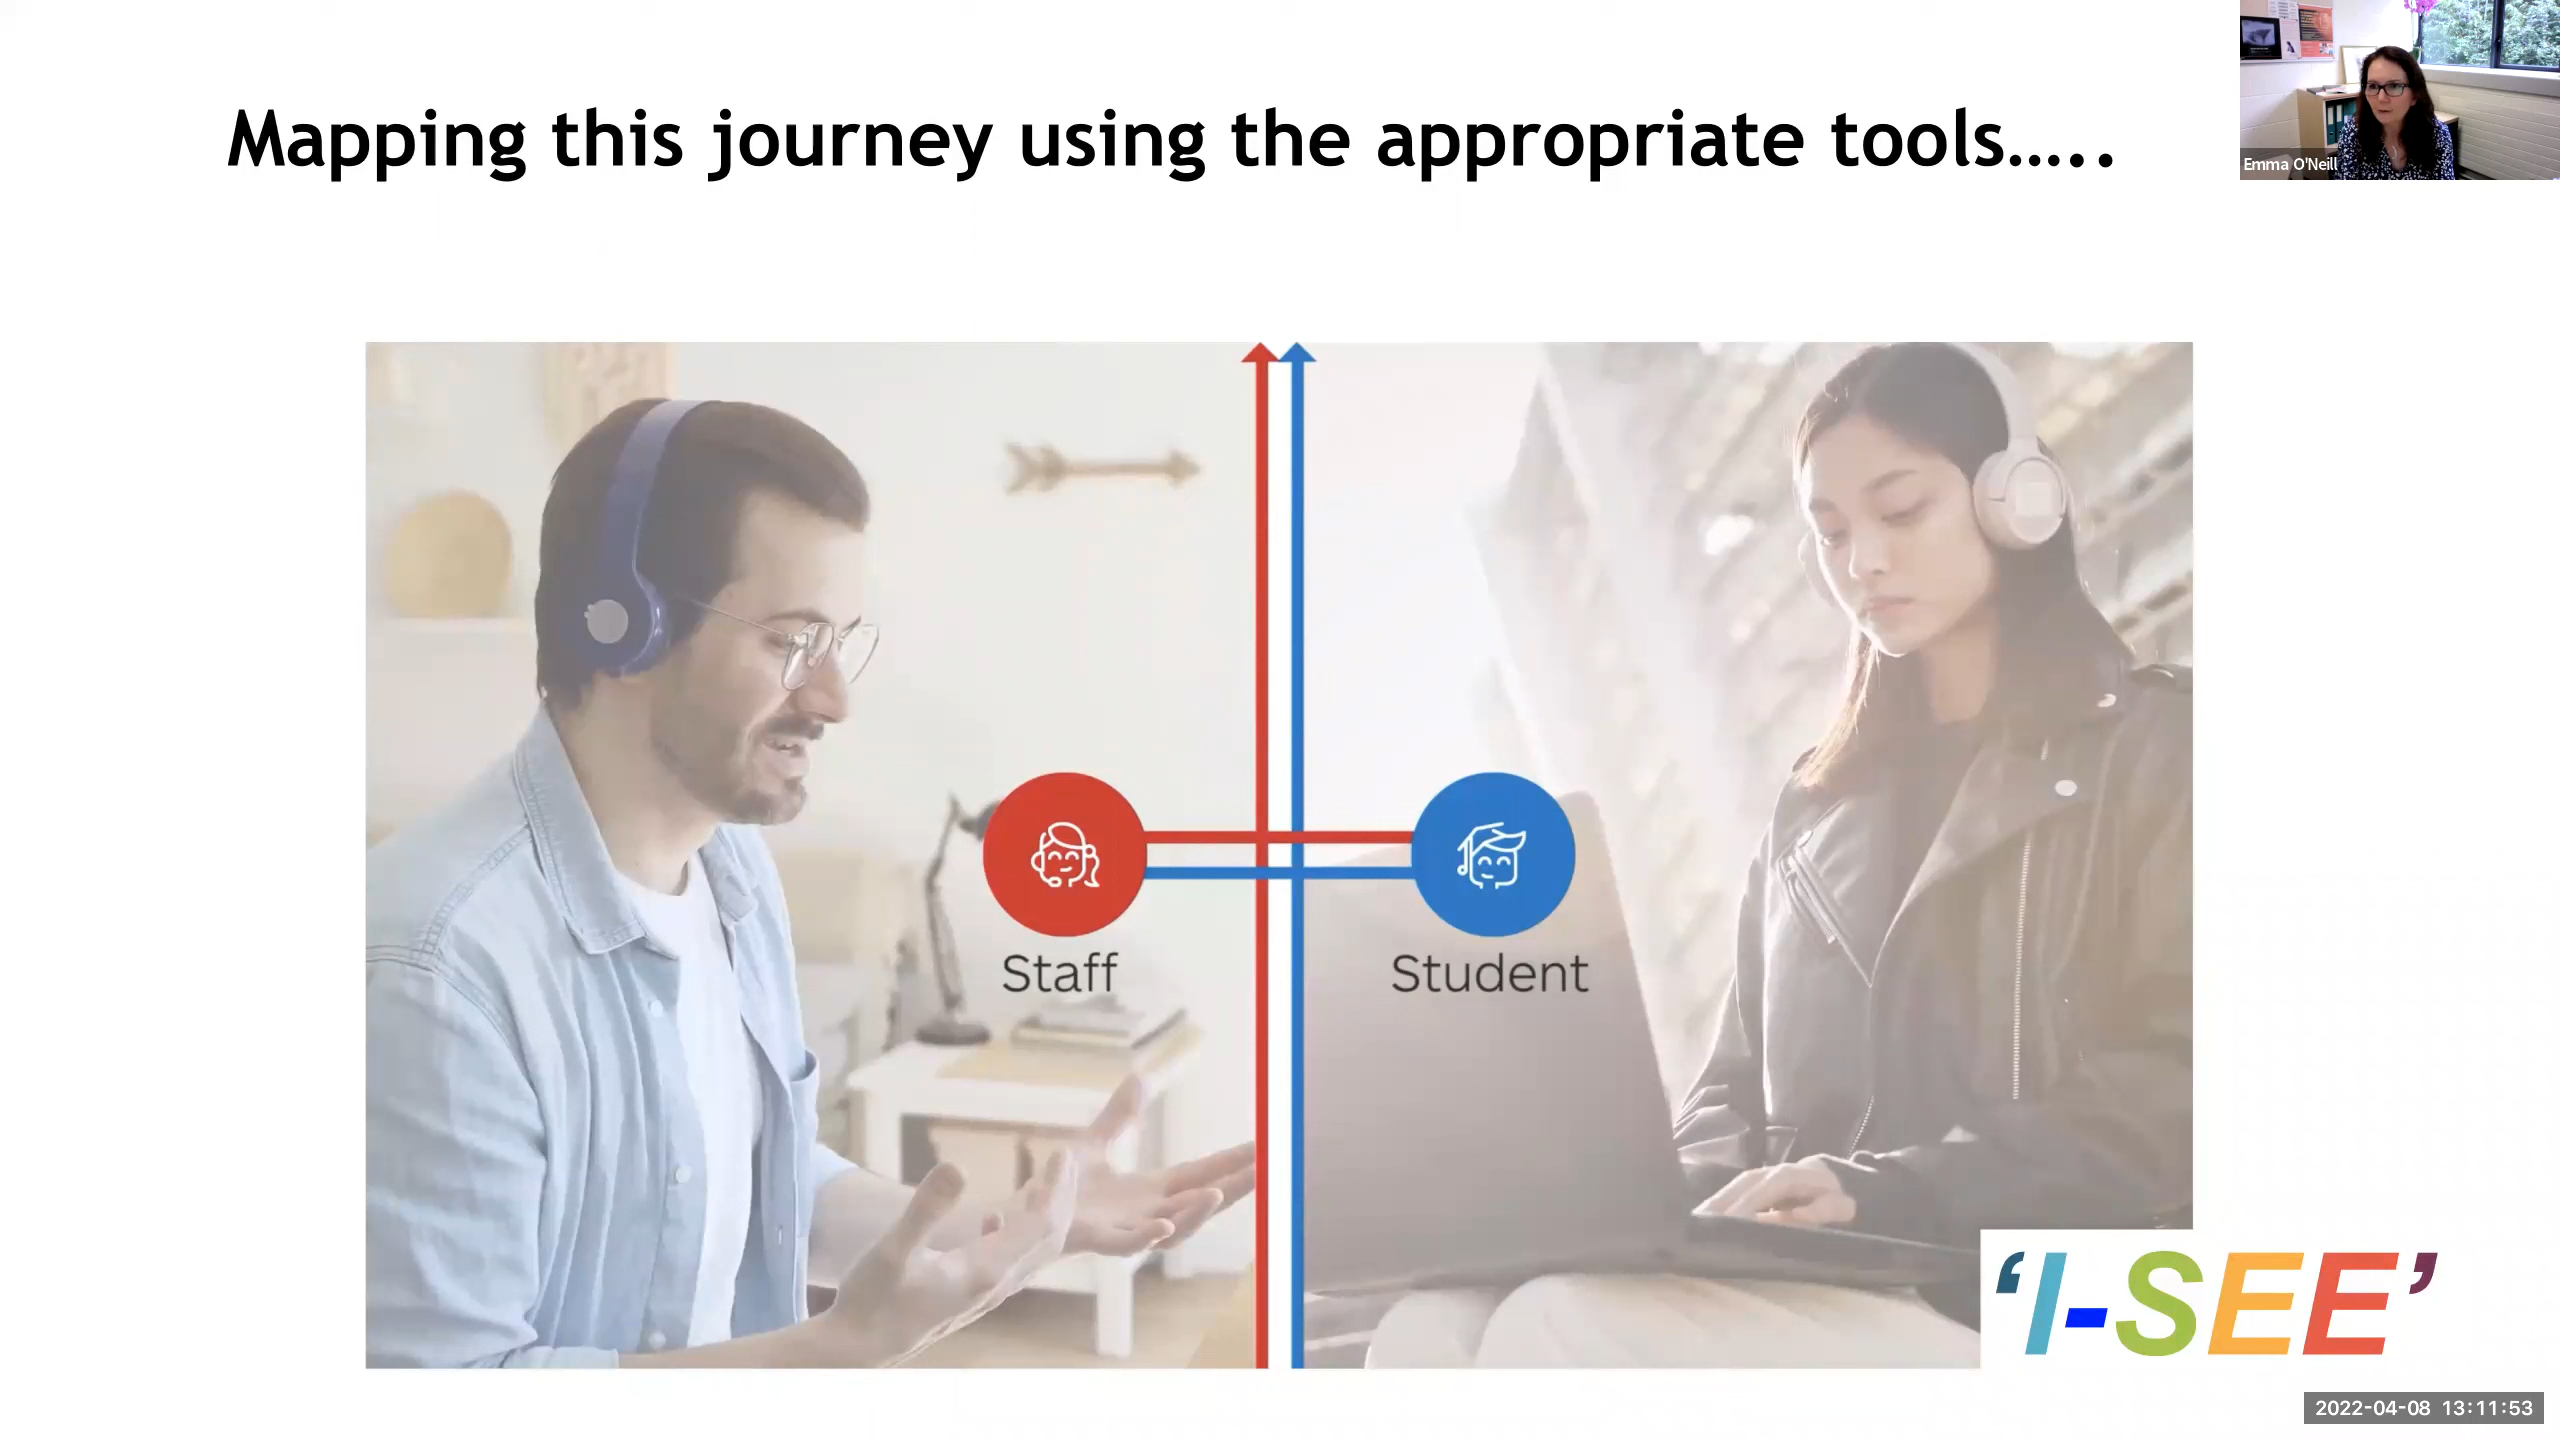 Mapping this journey using the appropriate tools.....
Emma O'Neill
Staff
Student
‘I-SEE’
2022-04-08 13:11:53